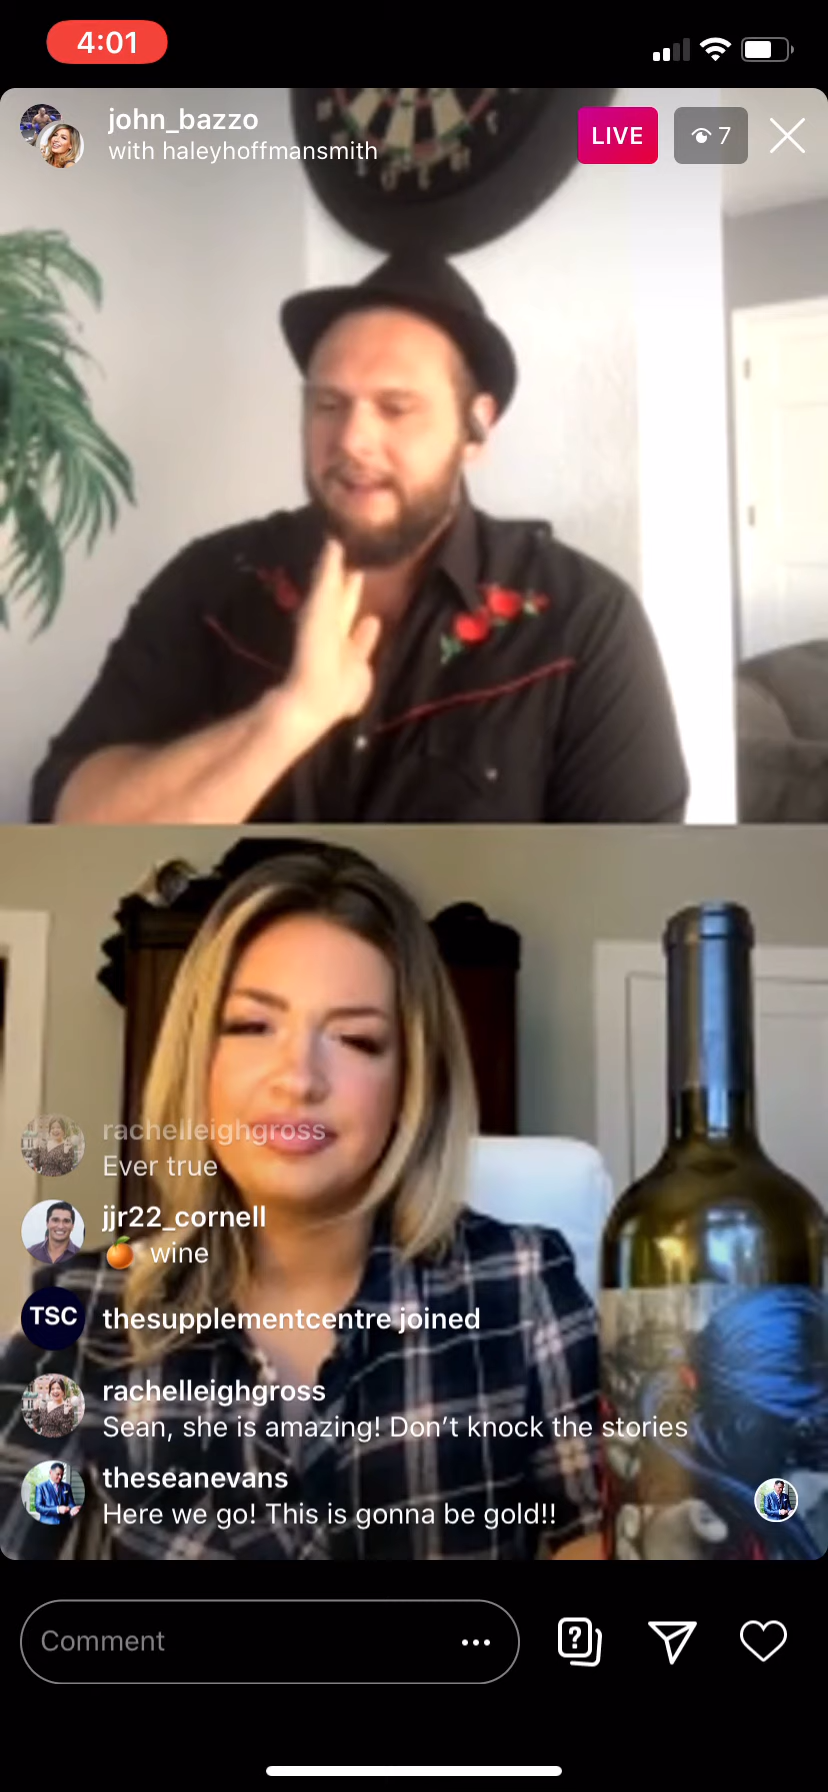 4:01
john_bazzo
with haleyhoffmansmith
LIVE
7
rachelleighgross
Ever true
jjr22_cornell
🍊 wine
TSC
thesupplementcentre joined
rachelleighgross
Sean, she is amazing! Don’t knock the stories
theseanevans
Here we go! This is gonna be gold!!
Comment